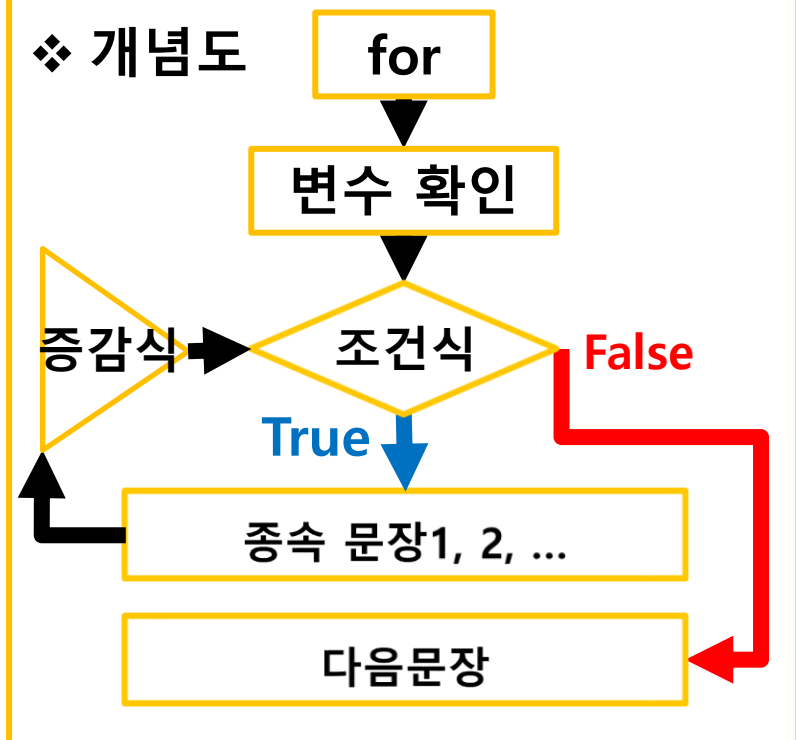 ❖ 개념도
for
변수 확인
증감식
조건식
False
True
종속 문장1, 2, ...
다음문장